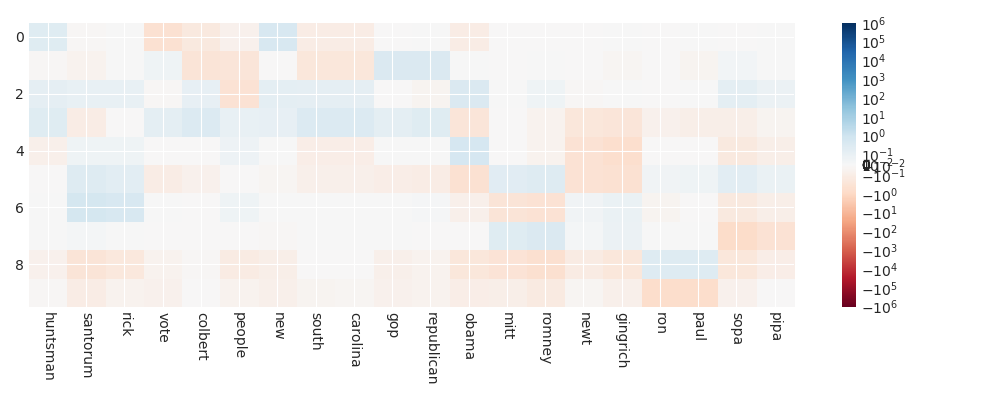 0
2
4
6
8
huntsman
santorum
rick
vote
colbert
people
new
south
carolina
gop
republican
obama
mitt
romney
newt
gingrich
ron
paul
sopa
pipa
10^6
10^5
10^4
10^3
10^2
10^1
10^0
10^-1
−10^-1
−10^0
−10^1
−10^2
−10^3
−10^4
−10^5
−10^6